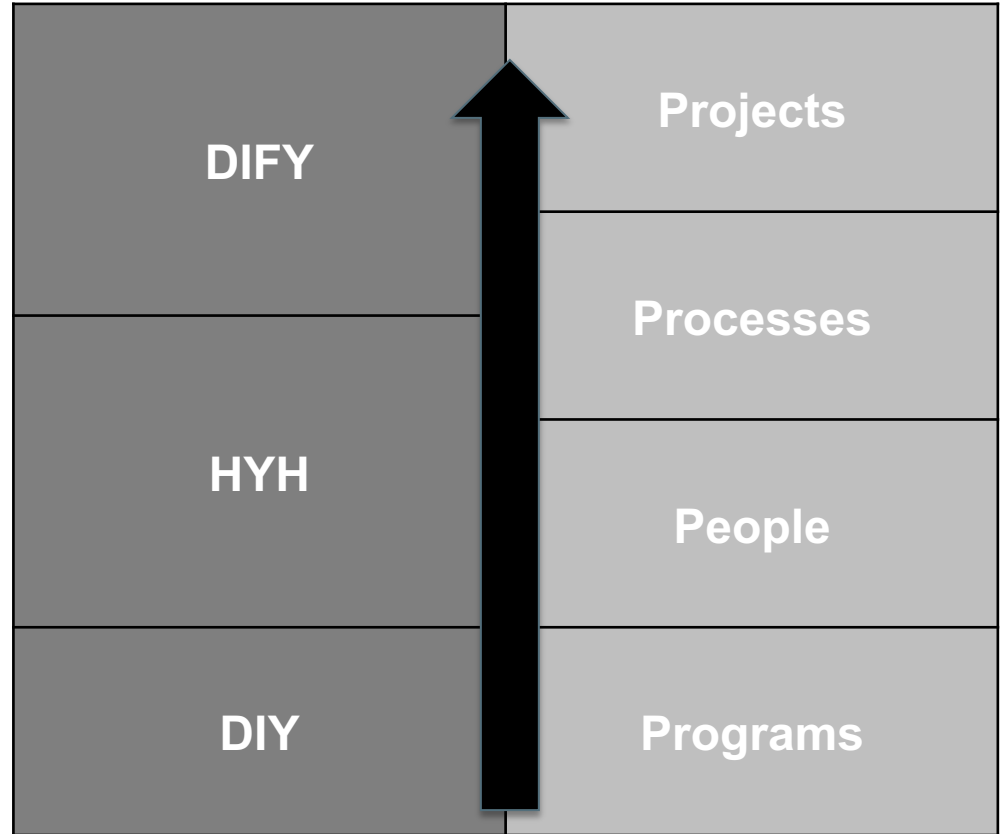 DIFY
HYH
DIY
Projects
Processes
People
Programs